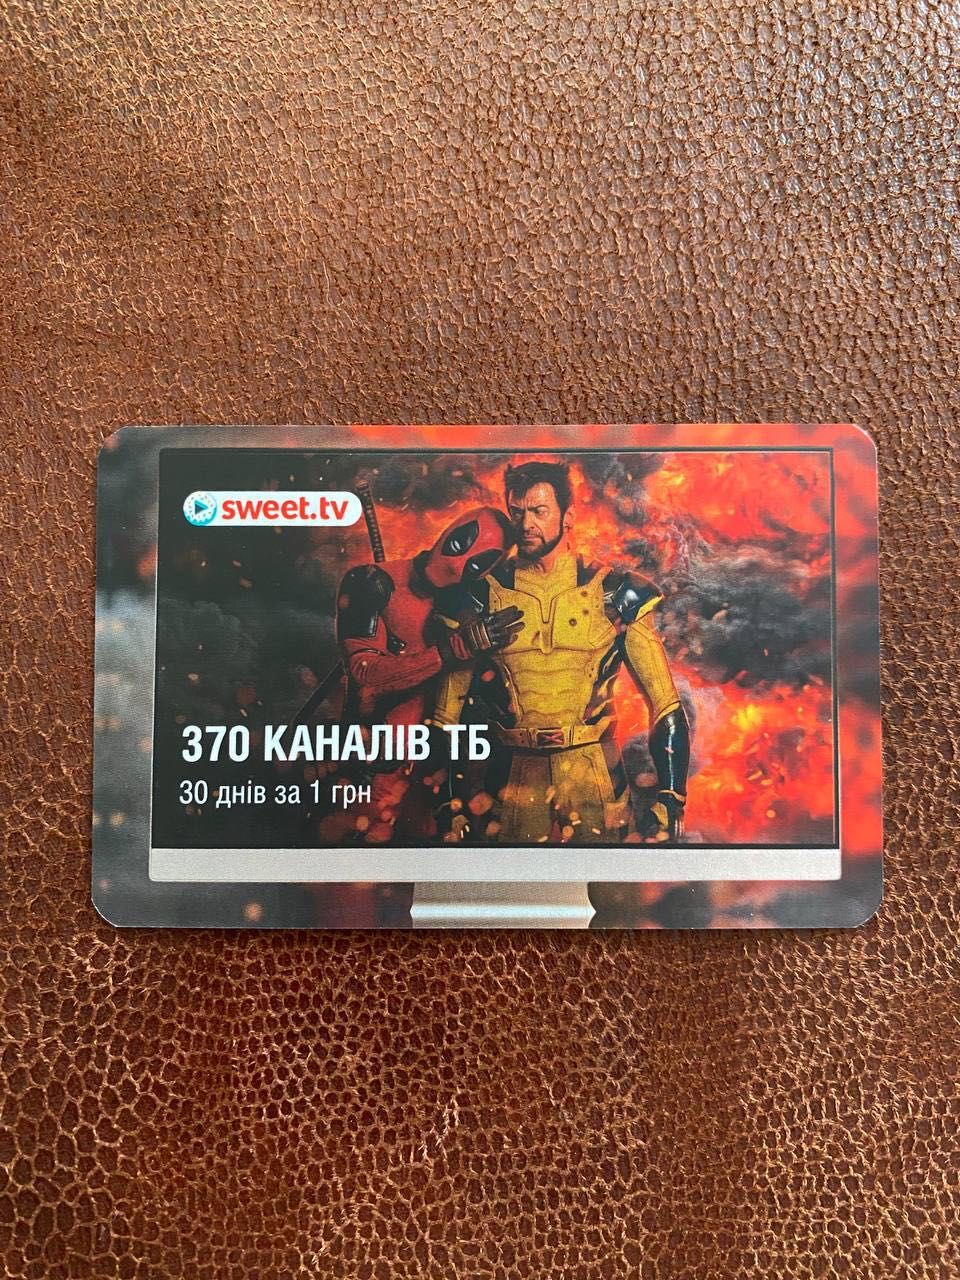 sweet.tv
370 КАНАЛІВ ТБ
30 днів за 1 грн